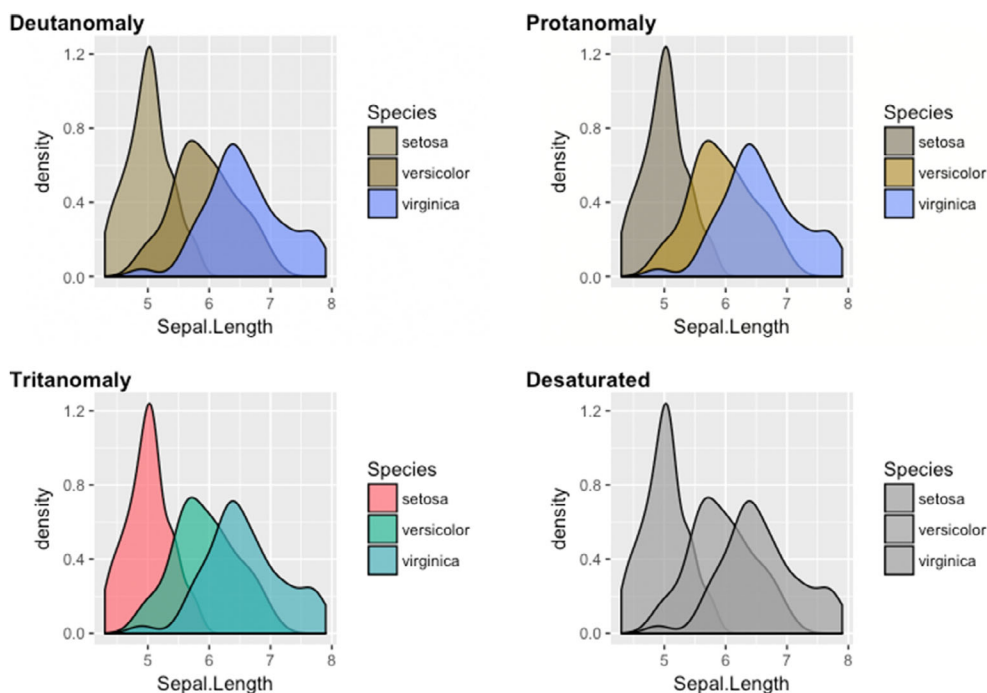 Deutanomaly
1.2
0.8
0.4
0.0
density
5 6 7 8
Sepal.Length
Species
setosa
versicolor
virginica
Protanomaly
1.2
0.8
0.4
0.0
density
5 6 7 8
Sepal.Length
Species
setosa
versicolor
virginica
Tritanomaly
1.2
0.8
0.4
0.0
density
5 6 7 8
Sepal.Length
Species
setosa
versicolor
virginica
Desaturated
1.2
0.8
0.4
0.0
density
5 6 7 8
Sepal.Length
Species
setosa
versicolor
virginica